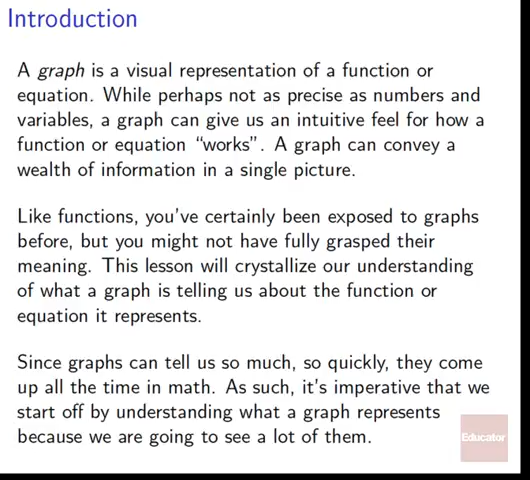 Introduction
A graph is a visual representation of a function or
equation. While perhaps not as precise as numbers and
variables, a graph can give us an intuitive feel for how a
function or equation “works”. A graph can convey a
wealth of information in a single picture.
Like functions, you’ve certainly been exposed to graphs
before, but you might not have fully grasped their
meaning. This lesson will crystallize our understanding
of what a graph is telling us about the function or
equation it represents.
Since graphs can tell us so much, so quickly, they come
up all the time in math. As such, it’s imperative that we
start off by understanding what a graph represents
because we are going to see a lot of them.
Educator